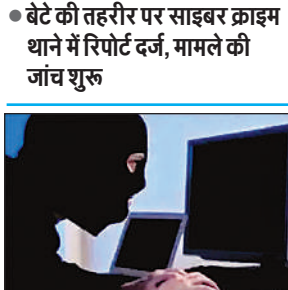 ● बेटे की तहरीर पर साइबर क्राइम
थाने में रिपोर्ट दर्ज, मामले की
जांच शुरू